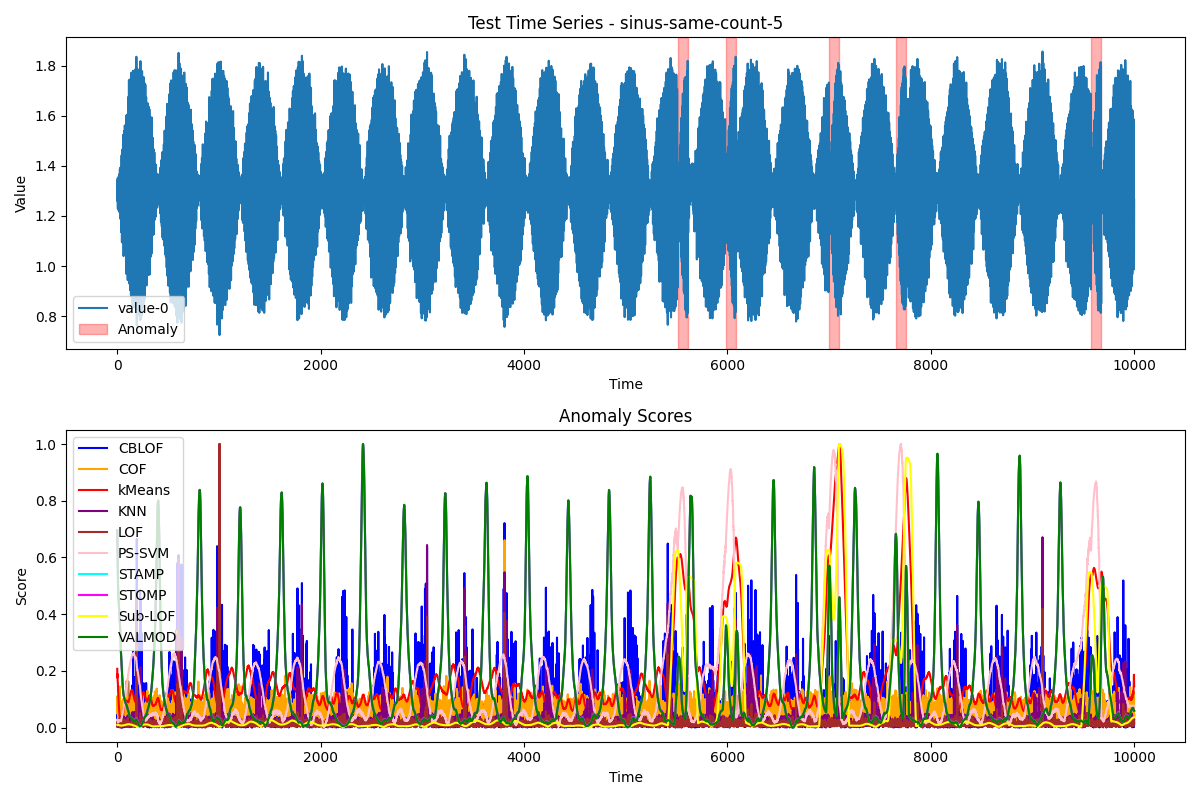 Test Time Series - sinus-same-count-5
Value
1.8
1.6
1.4
1.2
1.0
0.8
value-0
Anomaly
0 2000 4000 6000 8000 10000
Time
Anomaly Scores
Score
1.0
0.8
0.6
0.4
0.2
0.0
CBLOF
COF
kMeans
KNN
LOF
PS-SVM
STAMP
STOMP
Sub-LOF
VALMOD
0 2000 4000 6000 8000 10000
Time